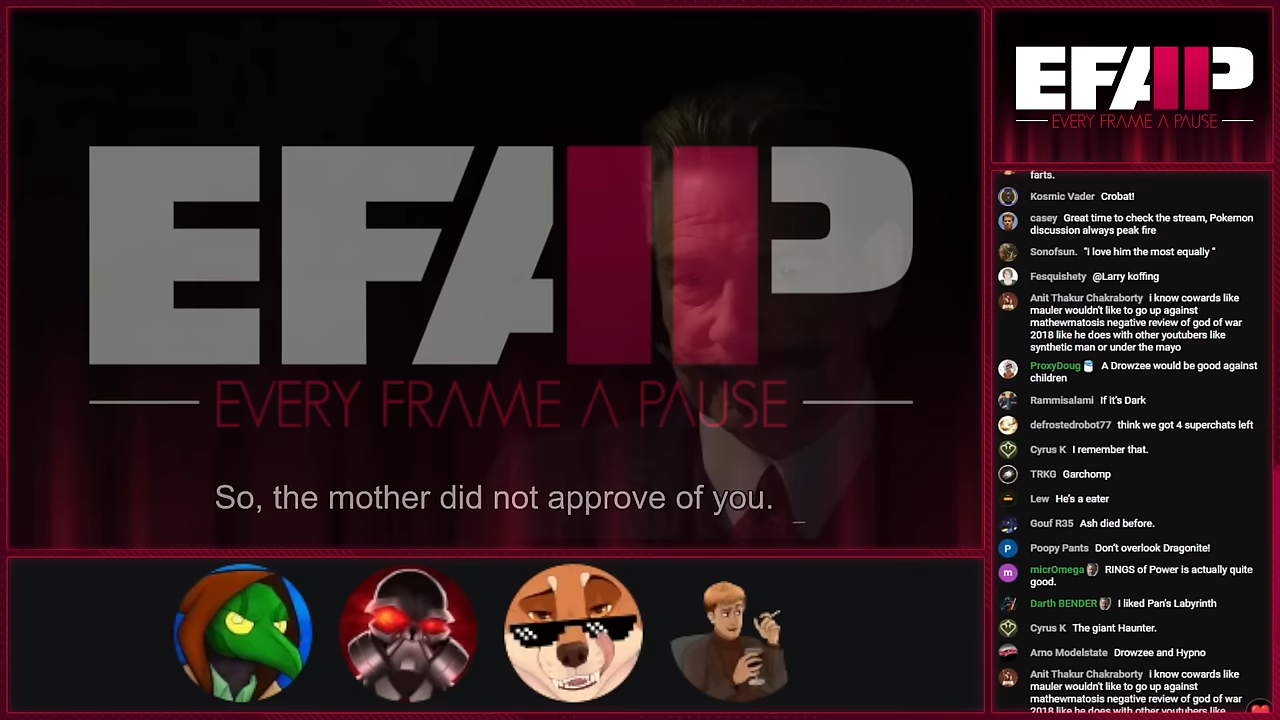 EFAP
EVERY FRAME A PAUSE
So, the mother did not approve of you.
EFAP
EVERY FRAME A PAUSE
farts.
Kosmic Vader Crobat!
casey Great time to check the stream, Pokemon
discussion always peak fire
Sonofsun. “i love him the most equally “
Fesquishety @Larry koffing
Anit Thakur Chakraborty i know cowards like
mauler wouldn't like to go up against
mathewmatosis negative review of god of war
2018 like he does with other youtubers like
synthetic man or under the mayo
ProxyDoug A Drowzee would be good against
children
Rammisalami If it's Dark
defrostedrobot77 think we got 4 superchats left
Cyrus K I remember that.
TRKG Garchomp
Lew He's a eater
Gouf R35 Ash died before.
P
Poopy Pants Don't overlook Dragonite!
m
micrOmega RINGS of Power is actually quite
good.
Darth BENDER I liked Pan's Labyrinth
Cyrus K The giant Haunter.
Arno Modelstate Drowzee and Hypno
Anit Thakur Chakraborty i know cowards like
mauler wouldn't like to go up against
mathewmatosis negative review of god of war
2018 like he does with other youtubers like